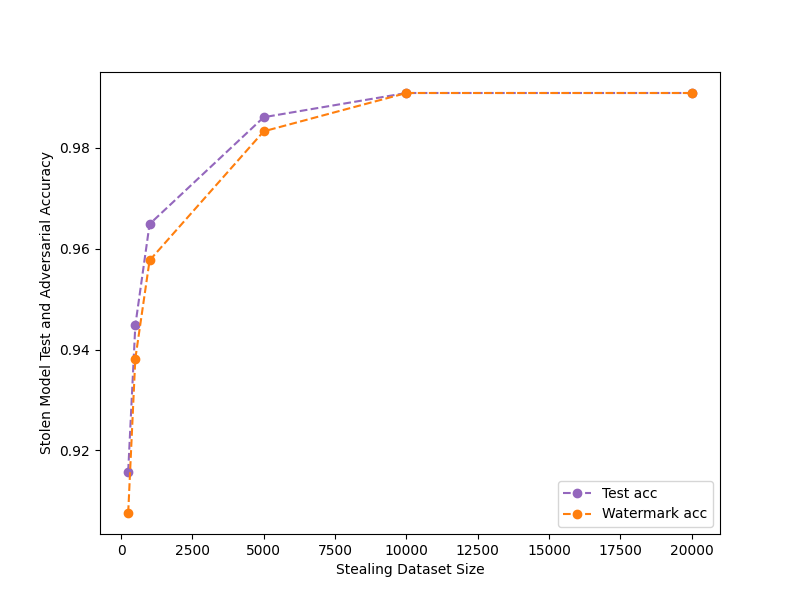 0.98
0.96
0.94
0.92
Stolen Model Test and Adversarial Accuracy
Test acc
Watermark acc
0 2500 5000 7500 10000 12500 15000 17500 20000
Stealing Dataset Size